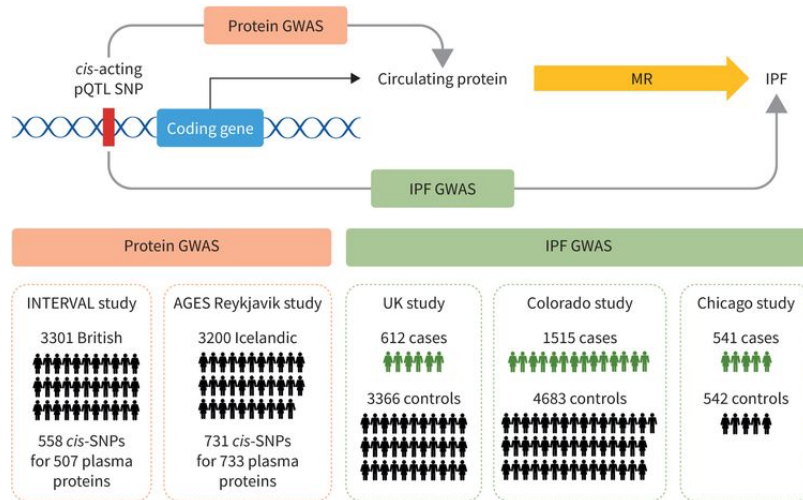 Protein GWAS
cis-acting
pQTL SNP
Circulating protein
MR
IPF
Coding gene
IPF GWAS
Protein GWAS
IPF GWAS
INTERVAL study
3301 British
558 cis-SNPs
for 507 plasma
proteins
AGES Reykjavik study
3200 Icelandic
731 cis-SNPs
for 733 plasma
proteins
UK study
612 cases
3366 controls
Colorado study
1515 cases
4683 controls
Chicago study
541 cases
542 controls